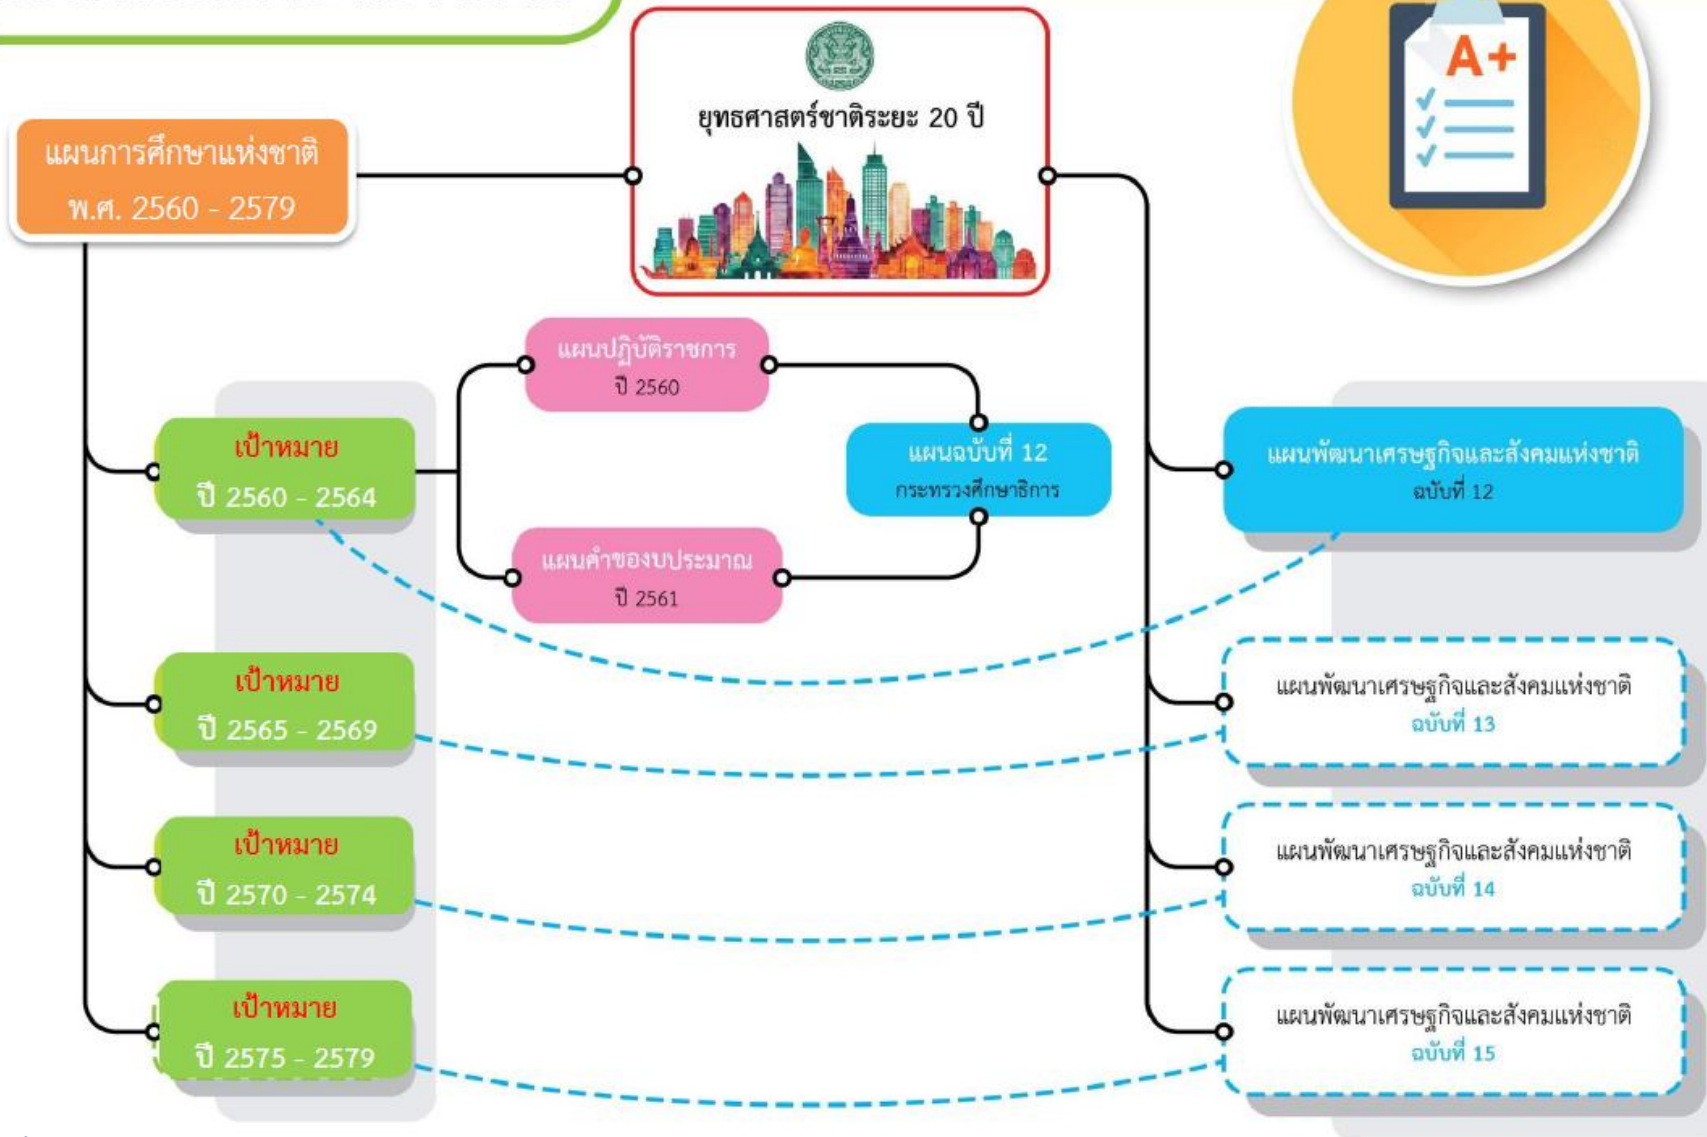 ยุทธศาสตร์ชาติระยะ 20 ปี
A+
แผนการศึกษาแห่งชาติ
พ.ศ. 2560 - 2579
แผนปฏิบัติราชการ
ปี 2560
เป้าหมาย
ปี 2560 - 2564
แผนฉบับที่ 12
กระทรวงศึกษาธิการ
แผนพัฒนาเศรษฐกิจและสังคมแห่งชาติ
ฉบับที่ 12
แผนคำของบประมาณ
ปี 2561
เป้าหมาย
ปี 2565 - 2569
แผนพัฒนาเศรษฐกิจและสังคมแห่งชาติ
ฉบับที่ 13
เป้าหมาย
ปี 2570 - 2574
แผนพัฒนาเศรษฐกิจและสังคมแห่งชาติ
ฉบับที่ 14
เป้าหมาย
ปี 2575 - 2579
แผนพัฒนาเศรษฐกิจและสังคมแห่งชาติ
ฉบับที่ 15